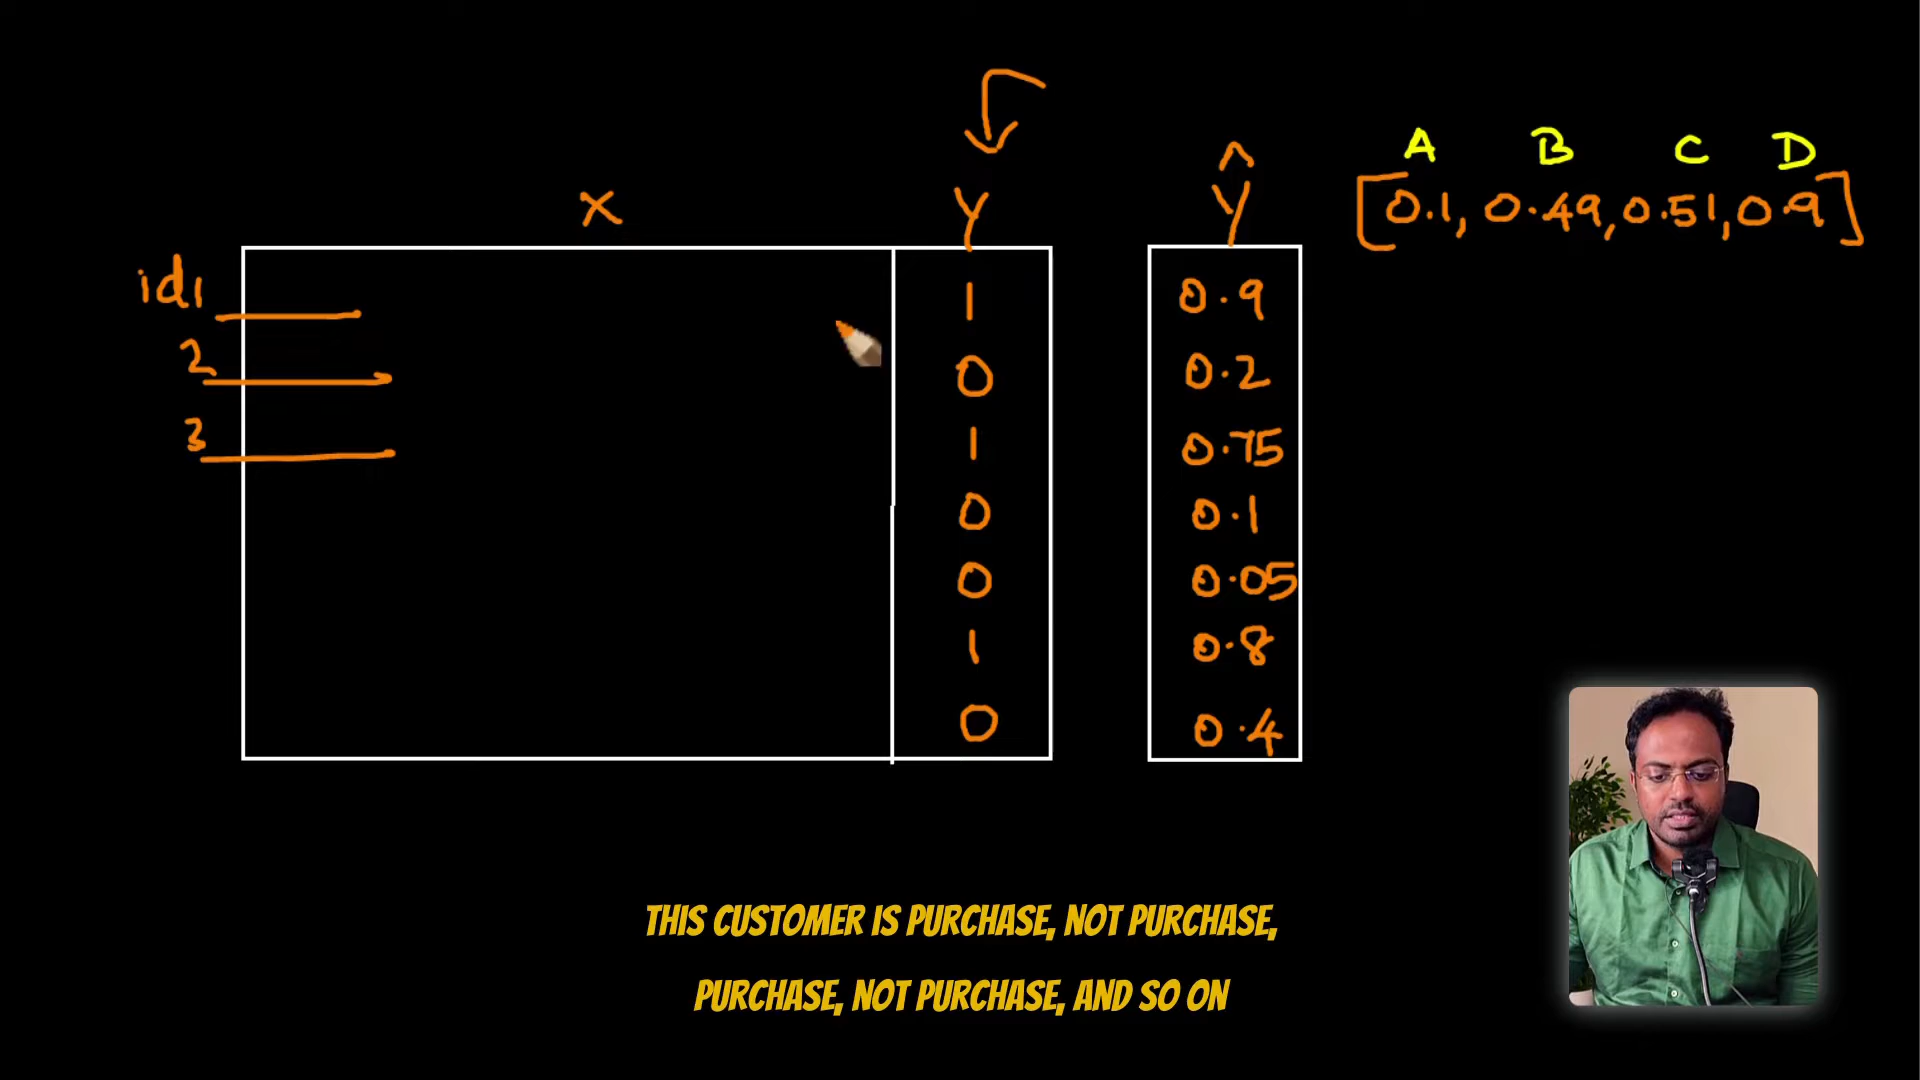 A B C D
X Y Ŷ [0.1, 0.49, 0.51, 0.9]
id1 1 0.9
2 0 0.2
3 1 0.75
0 0.1
0 0.05
1 0.8
0 0.4
THIS CUSTOMER IS PURCHASE, NOT PURCHASE,
PURCHASE, NOT PURCHASE, AND SO ON